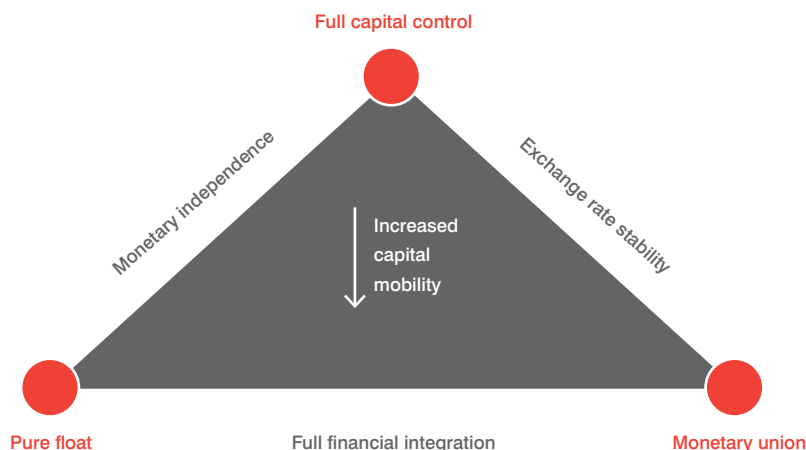 Full capital control
Monetary independence
Exchange rate stability
Increased
capital
mobility
Pure float
Full financial integration
Monetary union